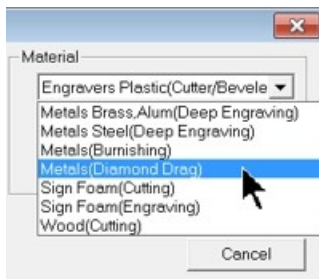 Material
Engravers Plastic(Cutter/Bevele
Metals Brass,Alum(Deep Engraving)
Metals Steel(Deep Engraving)
Metals(Burnishing)
Metals(Diamond Drag)
Sign Foam(Cutting)
Sign Foam(Engraving)
Wood(Cutting)
Cancel